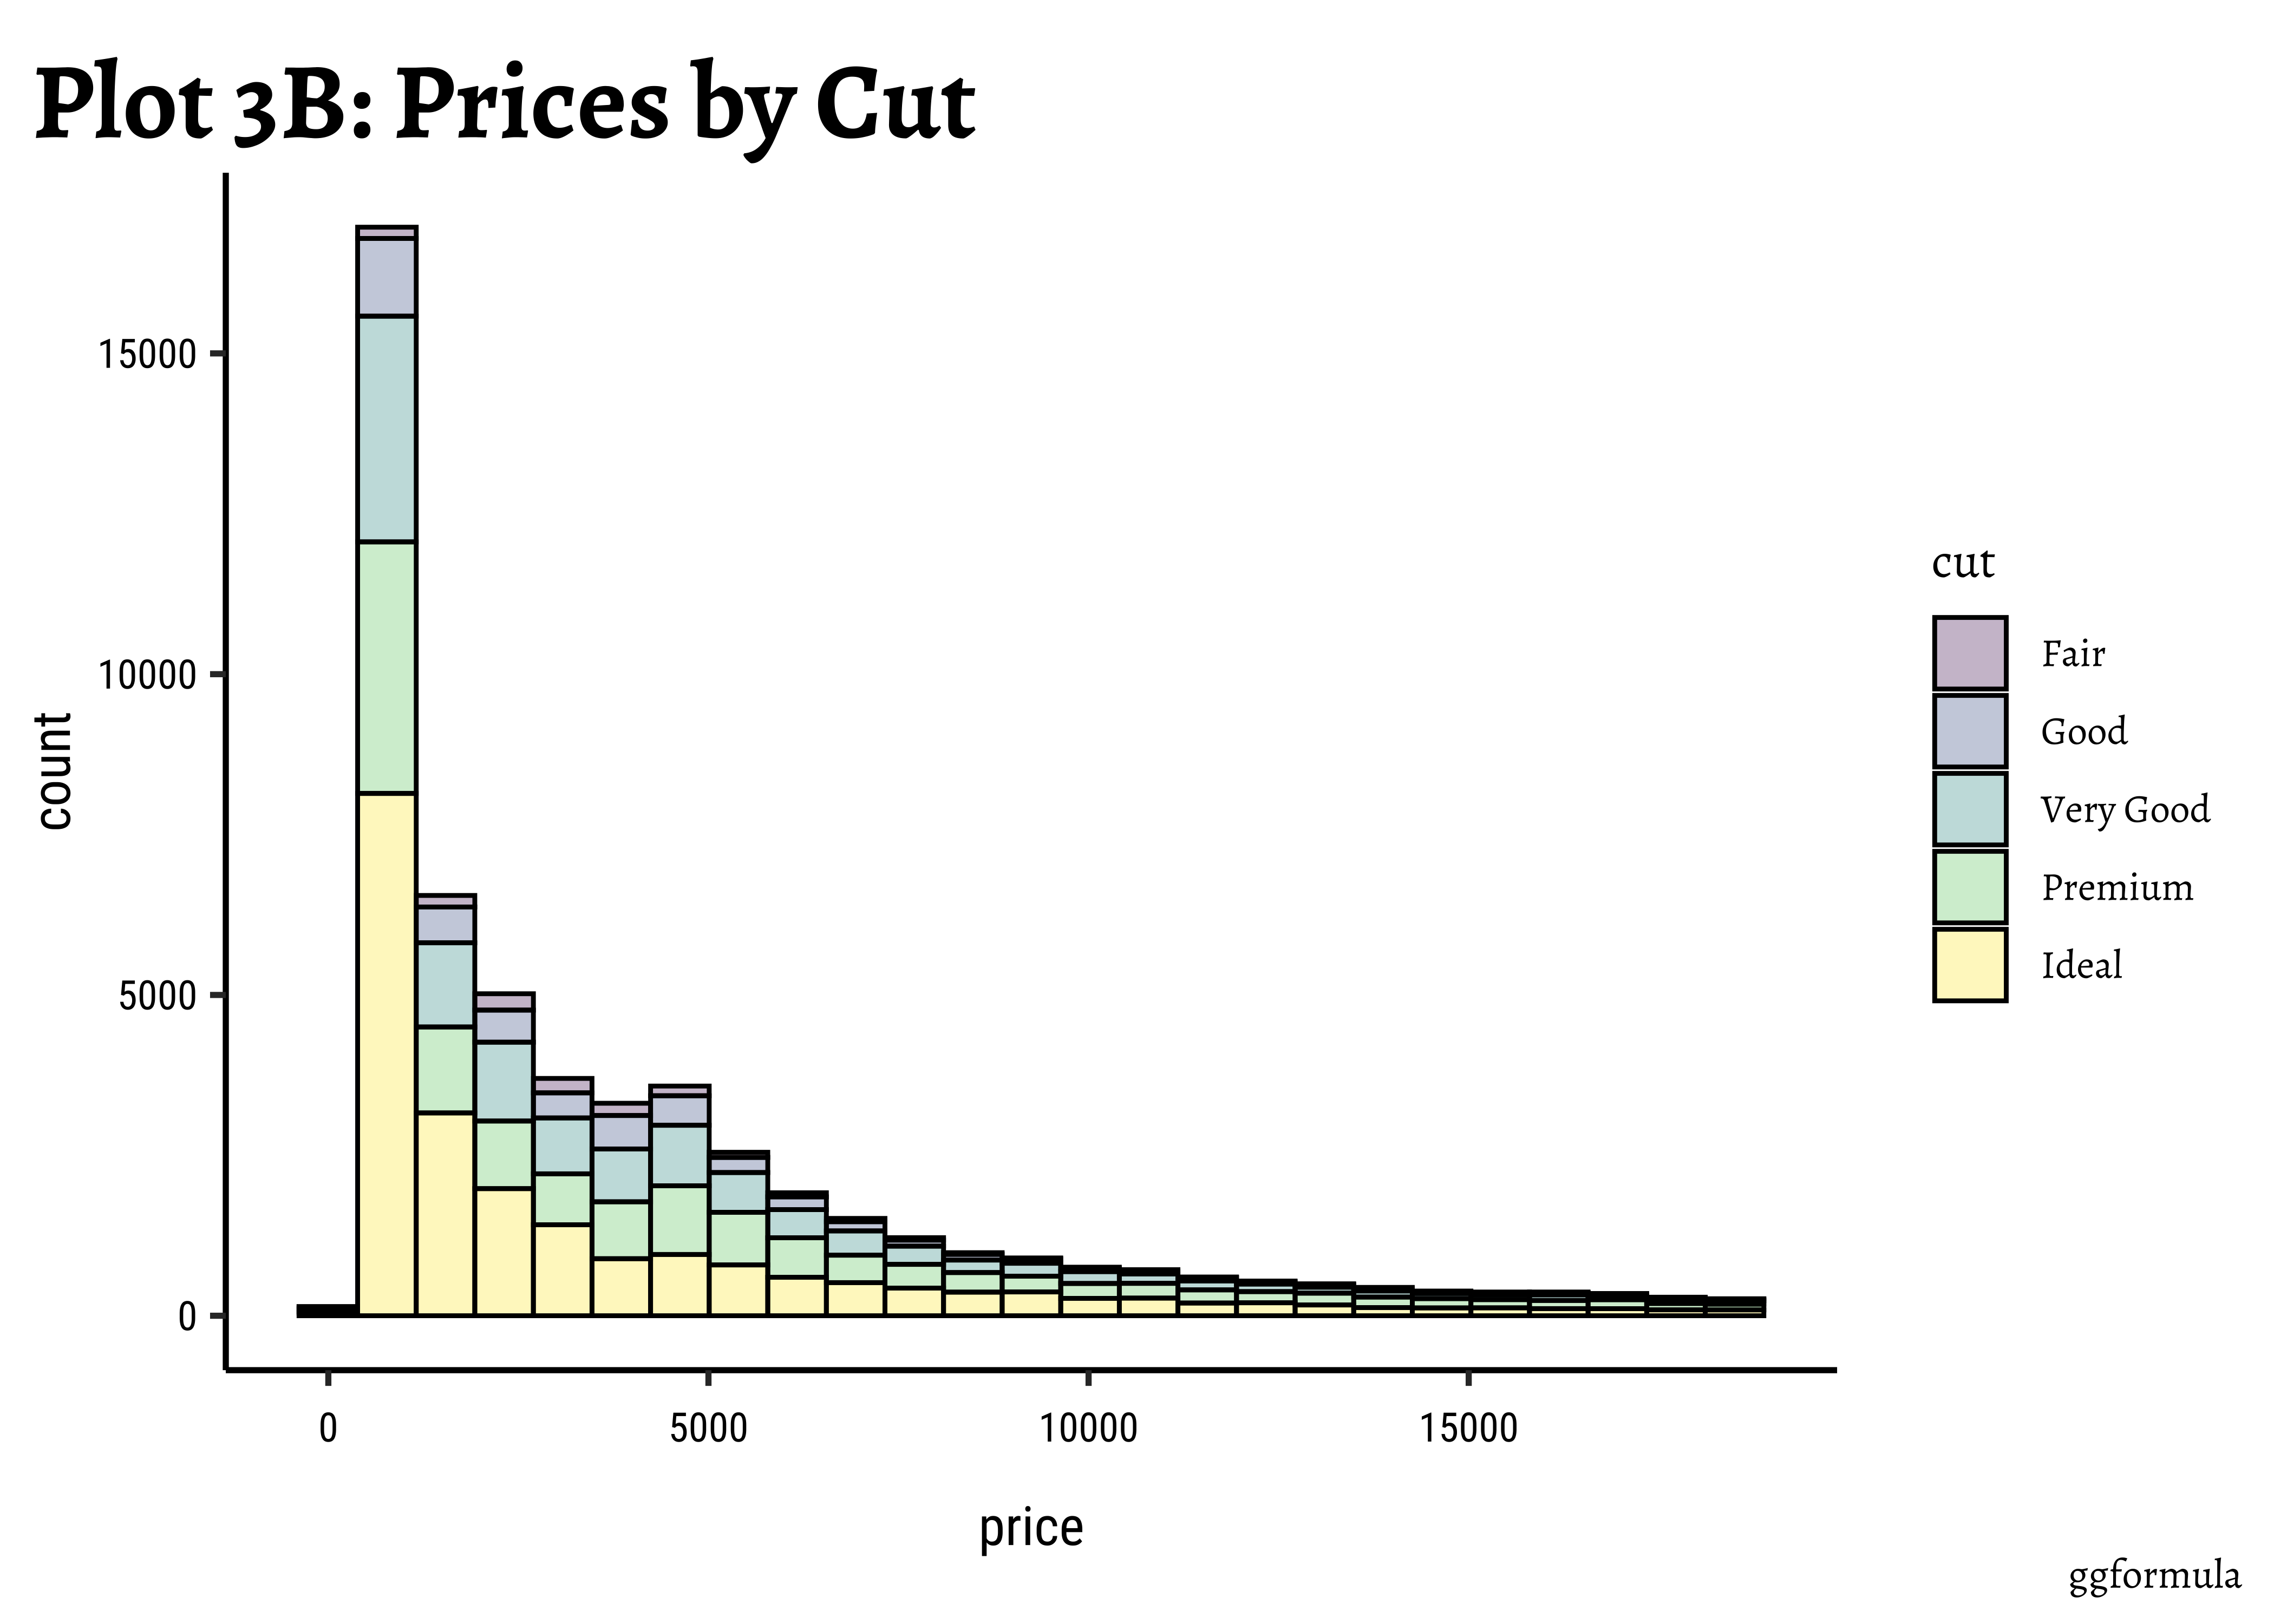 Plot 3B: Prices by Cut
15000
10000
5000
0
count
0
5000
10000
15000
price
cut
Fair
Good
Very Good
Premium
Ideal
ggformula